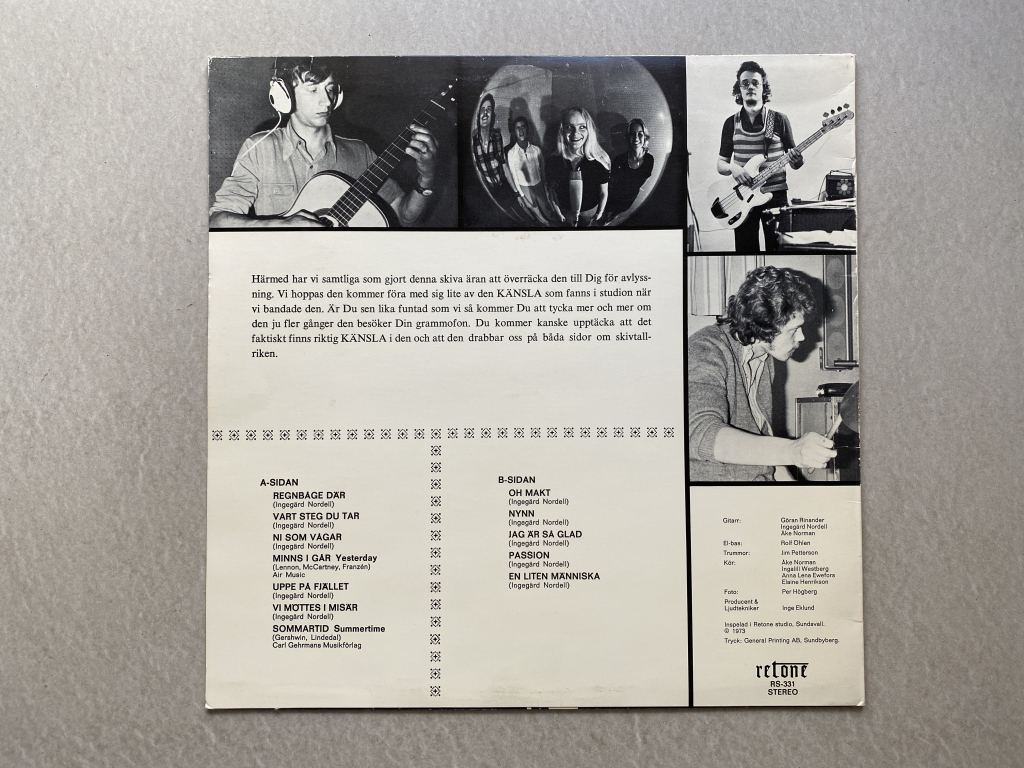 Härmed har vi samtliga som gjort denna skiva äran att överräcka den till Dig för avlyss-
ning. Vi hoppas den kommer föra med sig lite av den KÄNSLA som fanns i studion när
vi bandade den. Är Du sen lika funtad som vi så kommer Du att tycka mer och mer om
den ju fler gånger den besöker Din grammofon. Du kommer kanske upptäcka att det
faktiskt finns riktig KÄNSLA i den och att den drabbar oss på båda sidor om skivtall-
riken.
A-SIDAN
REGNBÅGE DÄR
(Ingegärd Nordell)
VART STEG DU TAR
(Ingegärd Nordell)
NI SOM VÅGAR
(Ingegärd Nordell)
MINNS I GÅR Yesterday
(Lennon, McCartney, Franzén)
Air Music
UPPE PÅ FJÄLLET
(Ingegärd Nordell)
VI MÖTTES I MISÄR
(Ingegärd Nordell)
SOMMARTID Summertime
(Gershwin, Lindedal)
Carl Gehrmans Musikförlag
B-SIDAN
OH MAKT
(Ingegärd Nordell)
NYNN
(Ingegärd Nordell)
JAG ÄR SÅ GLAD
(Ingegärd Nordell)
PASSION
(Ingegärd Nordell)
EN LITEN MÄNNISKA
(Ingegärd Nordell)
Gitarr: Göran Rinander
Ingegärd Nordell
Åke Norman
El-bas: Rolf Öhlen
Trummor: Jim Petterson
Kör: Åke Norman
Ingalill Westberg
Anna Lena Ewefors
Elaine Henrikson
Foto: Per Högberg
Producent &
Ljudtekniker Inge Eklund
Inspelad i Retone studio, Sundsvall.
© 1973
Tryck: General Printing AB, Sundbyberg.
retone
RS-331
STEREO